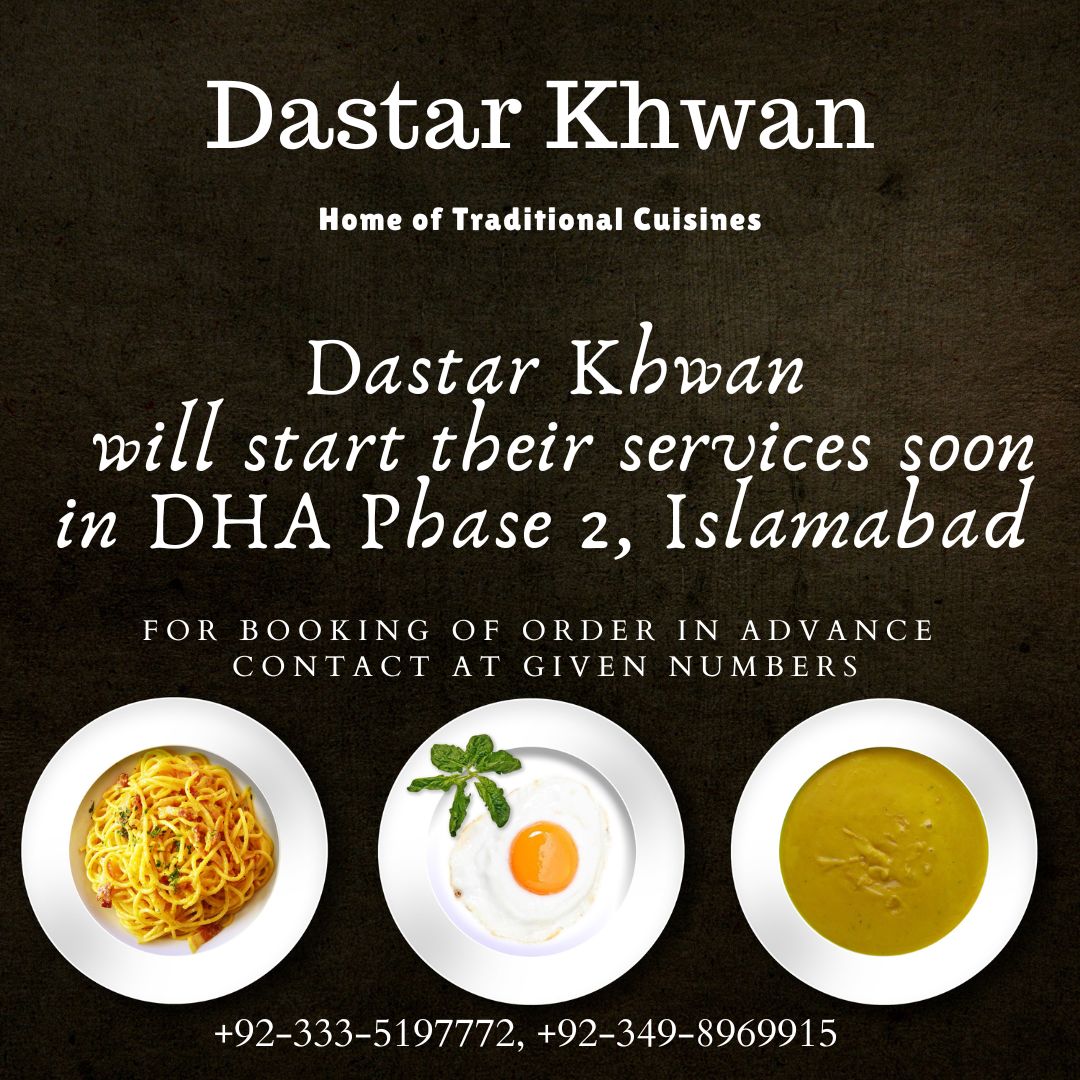 Dastar Khwan
Home of Traditional Cuisines
Dastar Khwan
will start their services soon
in DHA Phase 2, Islamabad
FOR BOOKING OF ORDER IN ADVANCE
CONTACT AT GIVEN NUMBERS
+92-333-5197772, +92-349-8969915